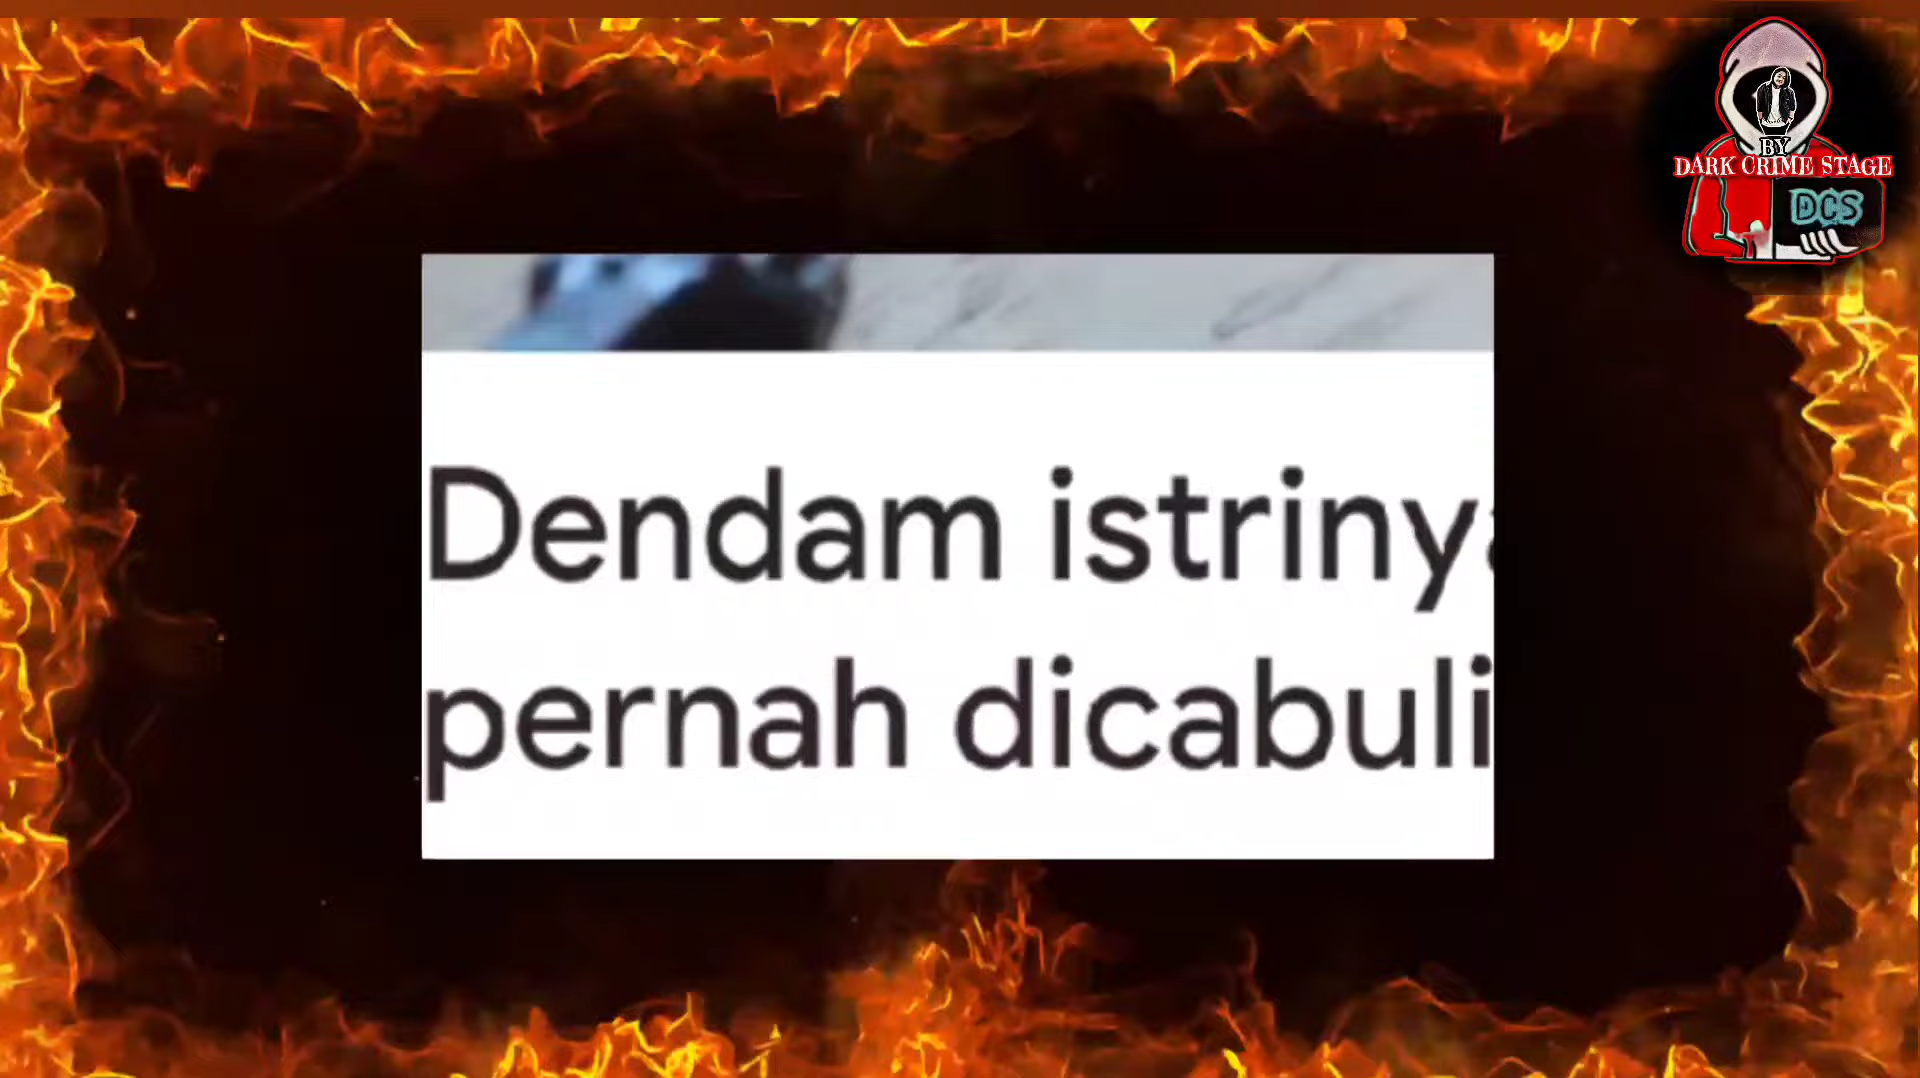 BY
DARK CRIME STAGE
DCS
Dendam istriny
pernah dicabuli